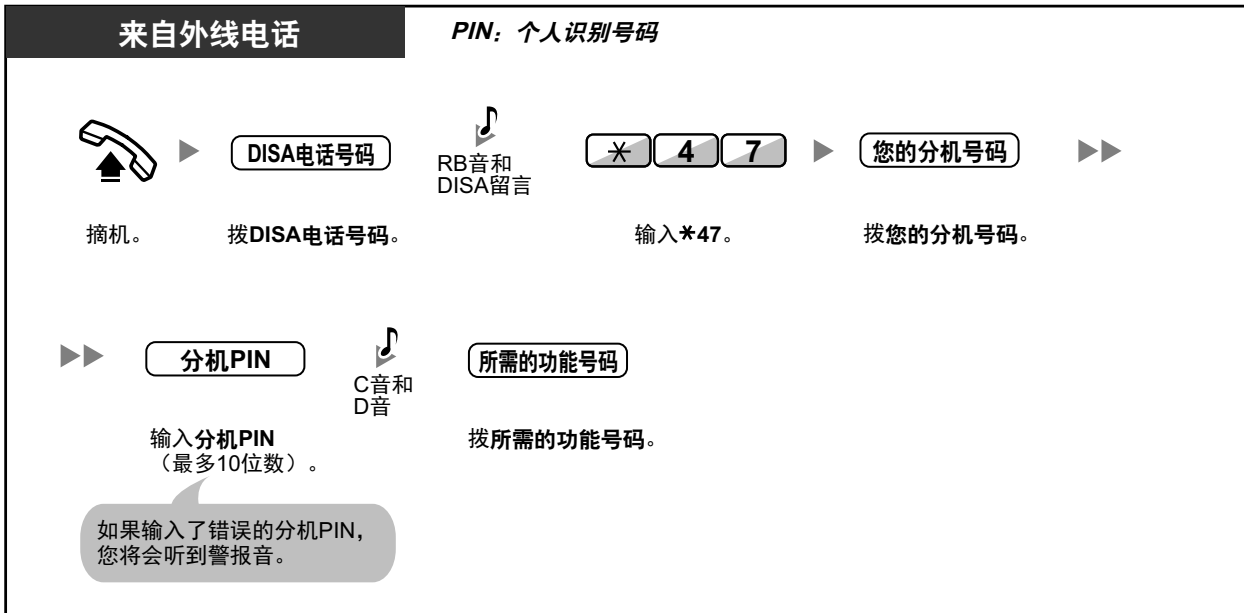 来自外线电话
PIN：个人识别号码
DISA电话号码
RB音和
DISA留言
* 4 7
您的分机号码
摘机。
拨DISA电话号码。
输入*47。
拨您的分机号码。
分机PIN
C音和
D音
所需的功能号码
输入分机PIN
（最多10位数）。
拨所需的功能号码。
如果输入了错误的分机PIN，
您将会听到警报音。